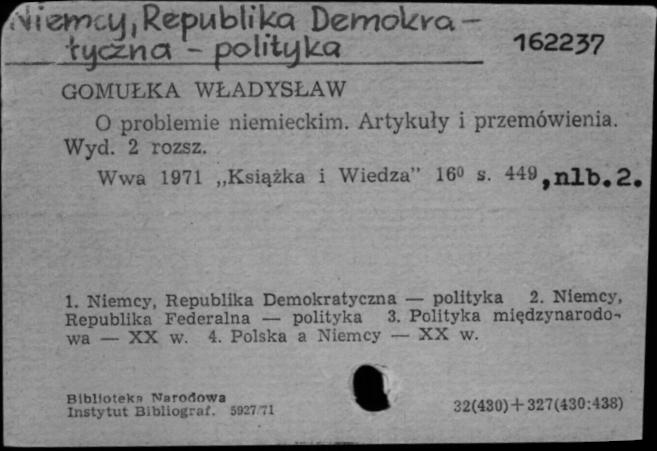 Niemcy, Republika Demokra-
tyczna - polityka
162237
GOMUŁKA WŁADYSŁAW
O problemie niemieckim. Artykuły i przemówienia.
Wyd. 2 rozsz.
Wwa 1971 „Książka i Wiedza” 16⁰ s. 449, nlb. 2.
1. Niemcy, Republika Demokratyczna — polityka 2. Niemcy,
Republika Federalna — polityka 3. Polityka międzynarodo-
wa — XX w. 4. Polska a Niemcy — XX w.
Biblioteka Narodowa
Instytut Bibliograf. 5927/71
32(430)+327(430:438)